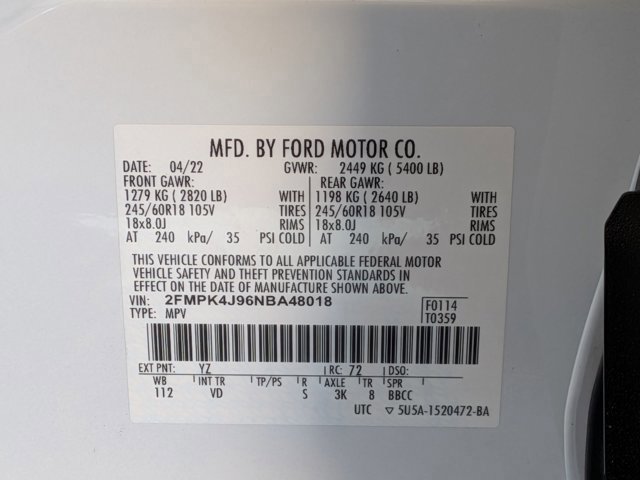 MFD. BY FORD MOTOR CO.
DATE: 04/22 GVWR: 2449 KG ( 5400 LB)
FRONT GAWR: REAR GAWR:
1279 KG ( 2820 LB) WITH 1198 KG ( 2640 LB) WITH
245/60R18 105V TIRES 245/60R18 105V TIRES
18x8.0J RIMS 18x8.0J RIMS
AT 240 kPa/ 35 PSI COLD AT 240 kPa/ 35 PSI COLD
THIS VEHICLE CONFORMS TO ALL APPLICABLE FEDERAL MOTOR
VEHICLE SAFETY AND THEFT PREVENTION STANDARDS IN
EFFECT ON THE DATE OF MANUFACTURE SHOWN ABOVE.
VIN: 2FMPK4J96NBA48018 F0114
TYPE: MPV T0359
EXT PNT: YZ RC: 72 DSO:
WB INT TR TP/PS R AXLE TR SPR
112 VD S 3K 8 BBCC
UTC ▽ 5U5A-1520472-BA